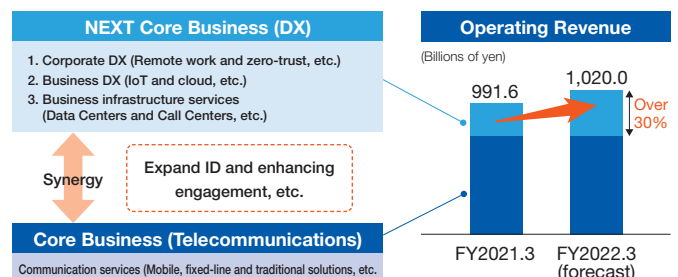 NEXT Core Business (DX)
1. Corporate DX (Remote work and zero-trust, etc.)
2. Business DX (IoT and cloud, etc.)
3. Business infrastructure services
(Data Centers and Call Centers, etc.)
Synergy
Expand ID and enhancing
engagement, etc.
Core Business (Telecommunications)
Communication services (Mobile, fixed-line and traditional solutions, etc.
Operating Revenue
(Billions of yen)
991.6
1,020.0
Over
30%
FY2021.3
FY2022.3
(forecast)